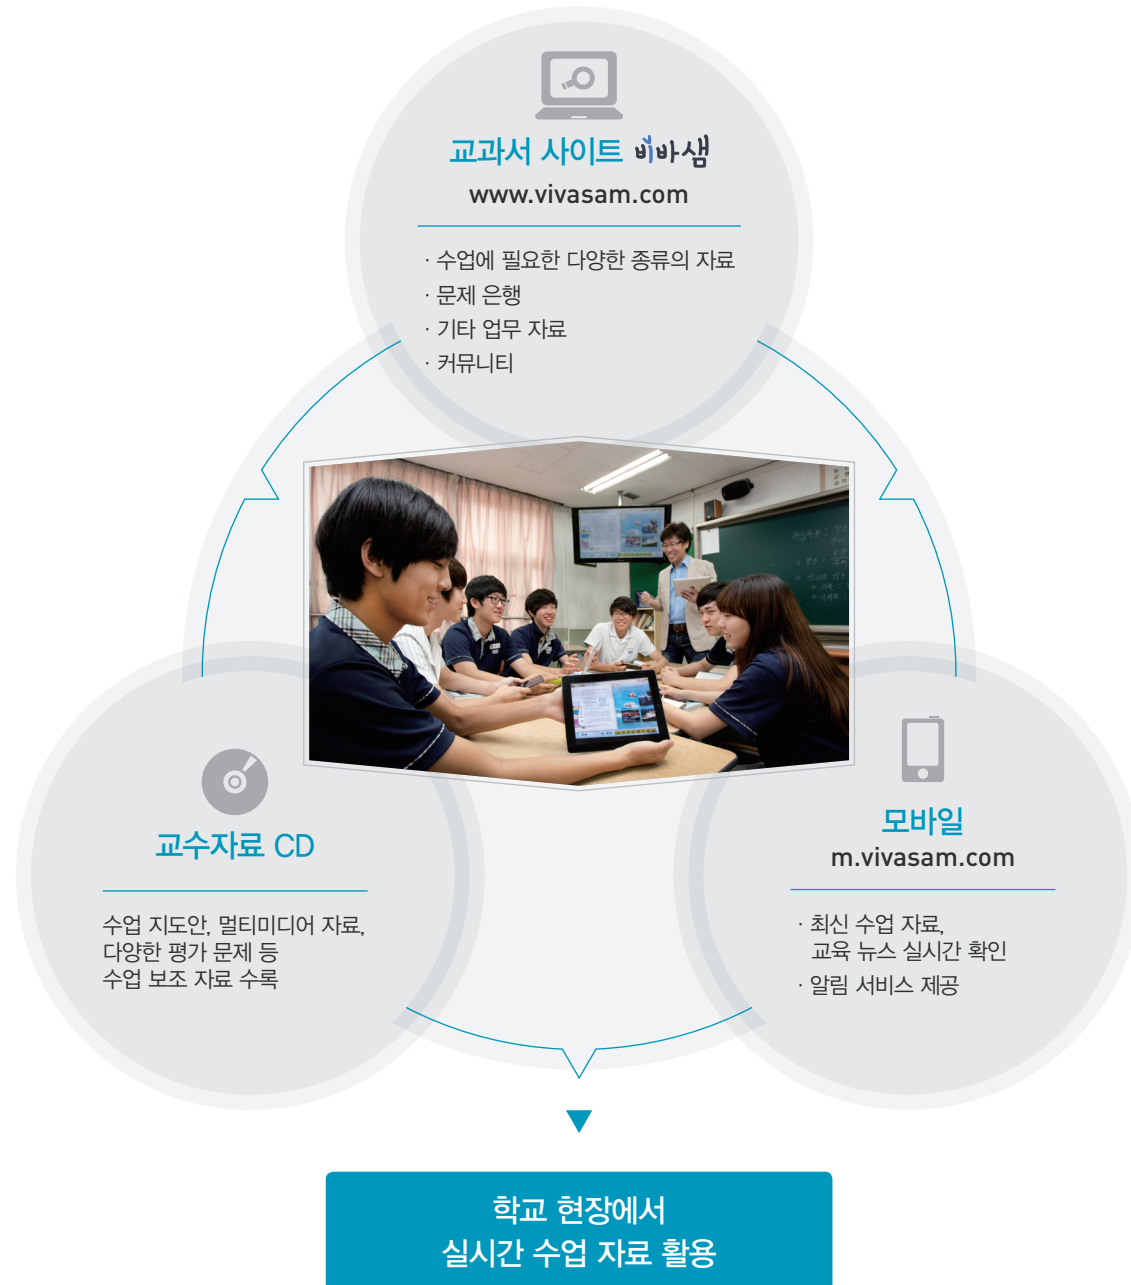 교과서 사이트 비바샘
www.vivasam.com
· 수업에 필요한 다양한 종류의 자료
· 문제 은행
· 기타 업무 자료
· 커뮤니티
교수자료 CD
수업 지도안, 멀티미디어 자료,
다양한 평가 문제 등
수업 보조 자료 수록
모바일
m.vivasam.com
· 최신 수업 자료,
교육 뉴스 실시간 확인
· 알림 서비스 제공
학교 현장에서
실시간 수업 자료 활용